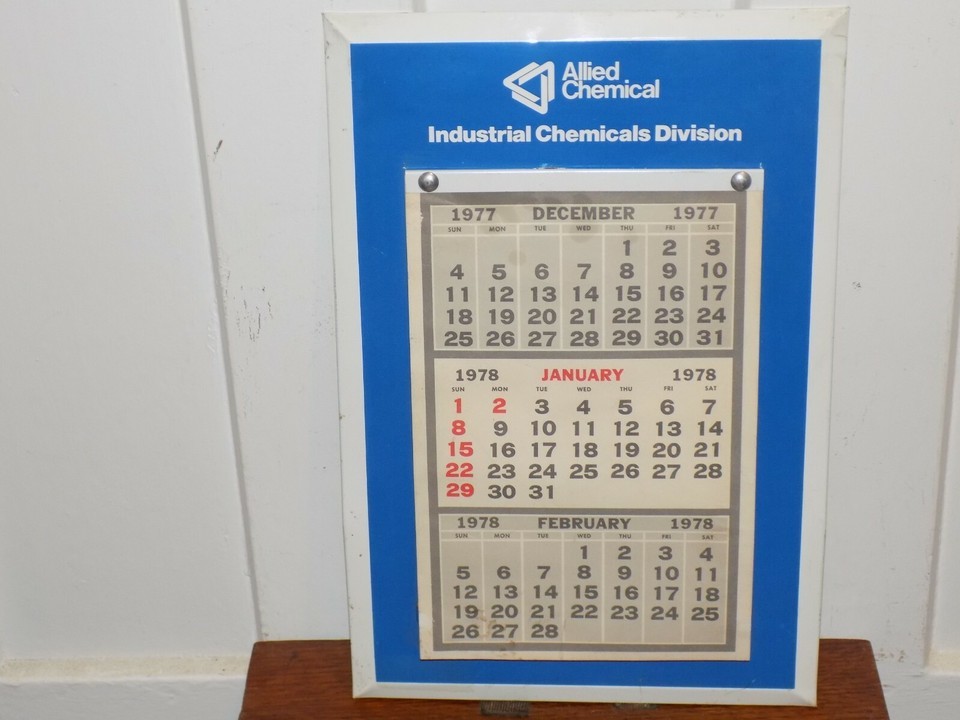 Allied
Chemical
Industrial Chemicals Division
1977 DECEMBER 1977
SUN MON TUE WED THU FRI SAT
1 2 3
4 5 6 7 8 9 10
11 12 13 14 15 16 17
18 19 20 21 22 23 24
25 26 27 28 29 30 31
1978 JANUARY 1978
SUN MON TUE WED THU FRI SAT
1 2 3 4 5 6 7
8 9 10 11 12 13 14
15 16 17 18 19 20 21
22 23 24 25 26 27 28
29 30 31
1978 FEBRUARY 1978
SUN MON TUE WED THU FRI SAT
1 2 3 4
5 6 7 8 9 10 11
12 13 14 15 16 17 18
19 20 21 22 23 24 25
26 27 28